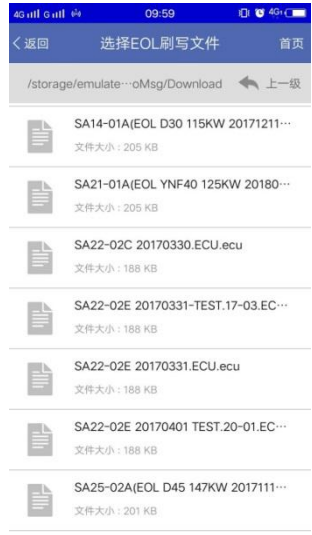 4G G 09:59 4G+
返回 选择EOL刷写文件 首页
/storage/emulate…oMsg/Download 上一级
SA14-01A(EOL D30 115KW 20171211…
文件大小：205 KB
SA21-01A(EOL YNF40 125KW 20180…
文件大小：205 KB
SA22-02C 20170330.ECU.ecu
文件大小：188 KB
SA22-02E 20170331-TEST.17-03.EC…
文件大小：188 KB
SA22-02E 20170331.ECU.ecu
文件大小：188 KB
SA22-02E 20170401 TEST.20-01.EC…
文件大小：188 KB
SA25-02A(EOL D45 147KW 2017111…
文件大小：201 KB